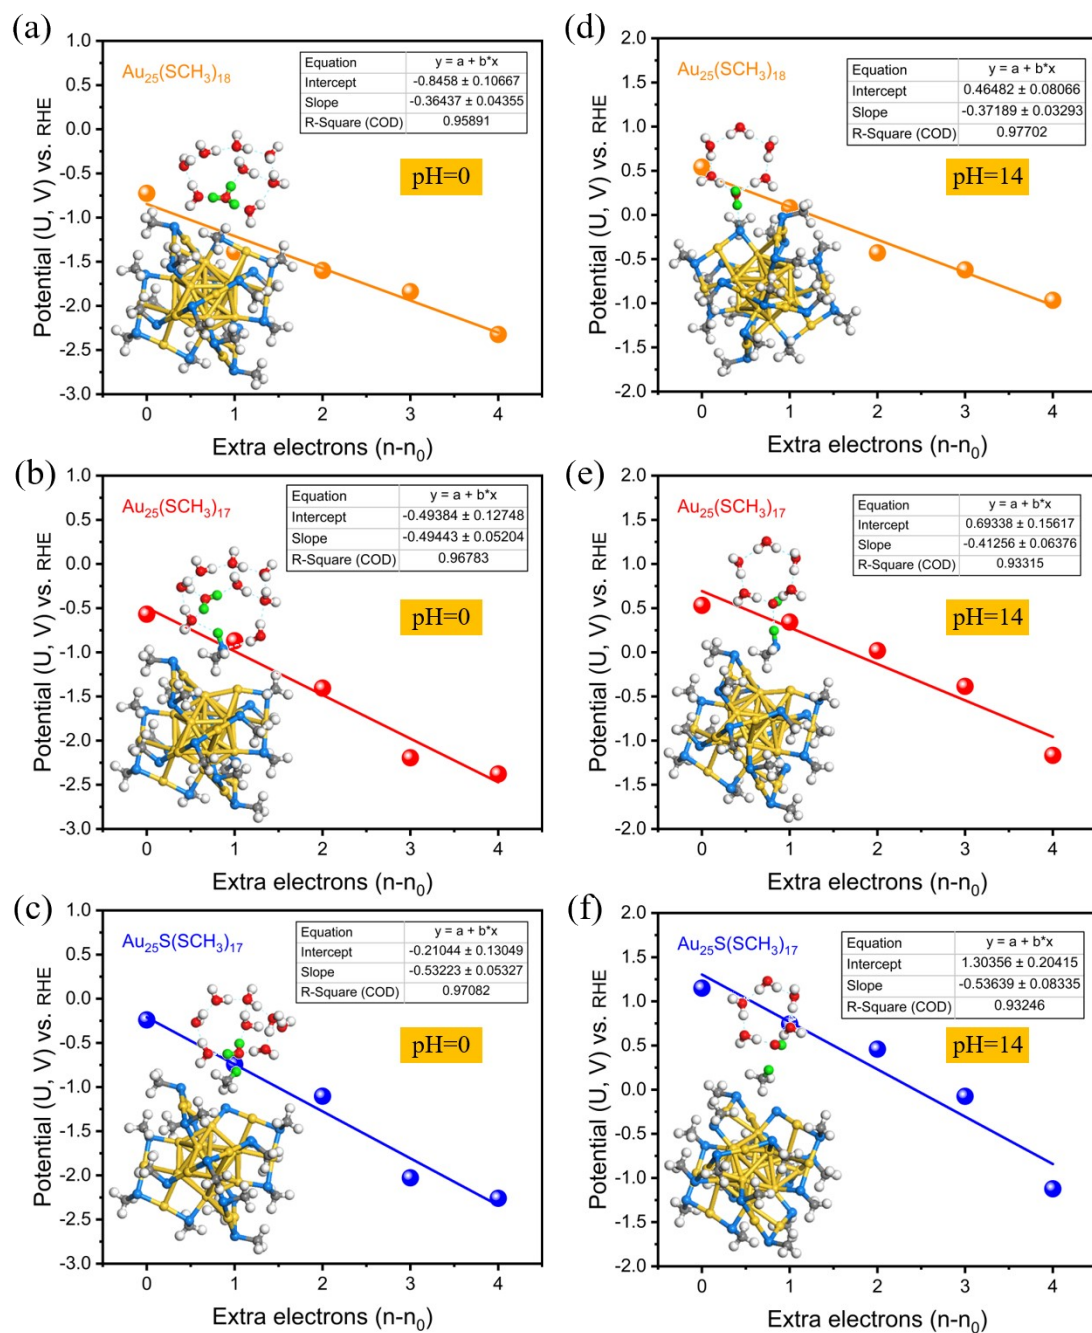 (a)
Au25(SCH3)18
Equation y = a + b*x
Intercept -0.8458 ± 0.10667
Slope -0.36437 ± 0.04355
R-Square (COD) 0.95891
pH=0
Potential (U, V) vs. RHE
1.0
0.5
0.0
-0.5
-1.0
-1.5
-2.0
-2.5
-3.0
0 1 2 3 4
Extra electrons (n-n0)
(d)
Au25(SCH3)18
Equation y = a + b*x
Intercept 0.46482 ± 0.08066
Slope -0.37189 ± 0.03293
R-Square (COD) 0.97702
pH=14
Potential (U, V) vs. RHE
2.0
1.5
1.0
0.5
0.0
-0.5
-1.0
-1.5
-2.0
0 1 2 3 4
Extra electrons (n-n0)
(b)
Au25(SCH3)17
Equation y = a + b*x
Intercept -0.49384 ± 0.12748
Slope -0.49443 ± 0.05204
R-Square (COD) 0.96783
pH=0
Potential (U, V) vs. RHE
1.0
0.5
0.0
-0.5
-1.0
-1.5
-2.0
-2.5
-3.0
0 1 2 3 4
Extra electrons (n-n0)
(e)
Au25(SCH3)17
Equation y = a + b*x
Intercept 0.69338 ± 0.15617
Slope -0.41256 ± 0.06376
R-Square (COD) 0.93315
pH=14
Potential (U, V) vs. RHE
2.0
1.5
1.0
0.5
0.0
-0.5
-1.0
-1.5
-2.0
0 1 2 3 4
Extra electrons (n-n0)
(c)
Au25S(SCH3)17
Equation y = a + b*x
Intercept -0.21044 ± 0.13049
Slope -0.53223 ± 0.05327
R-Square (COD) 0.97082
pH=0
Potential (U, V) vs. RHE
1.0
0.5
0.0
-0.5
-1.0
-1.5
-2.0
-2.5
-3.0
0 1 2 3 4
Extra electrons (n-n0)
(f)
Au25S(SCH3)17
Equation y = a + b*x
Intercept 1.30356 ± 0.20415
Slope -0.53639 ± 0.08335
R-Square (COD) 0.93246
pH=14
Potential (U, V) vs. RHE
2.0
1.5
1.0
0.5
0.0
-0.5
-1.0
-1.5
-2.0
0 1 2 3 4
Extra electrons (n-n0)